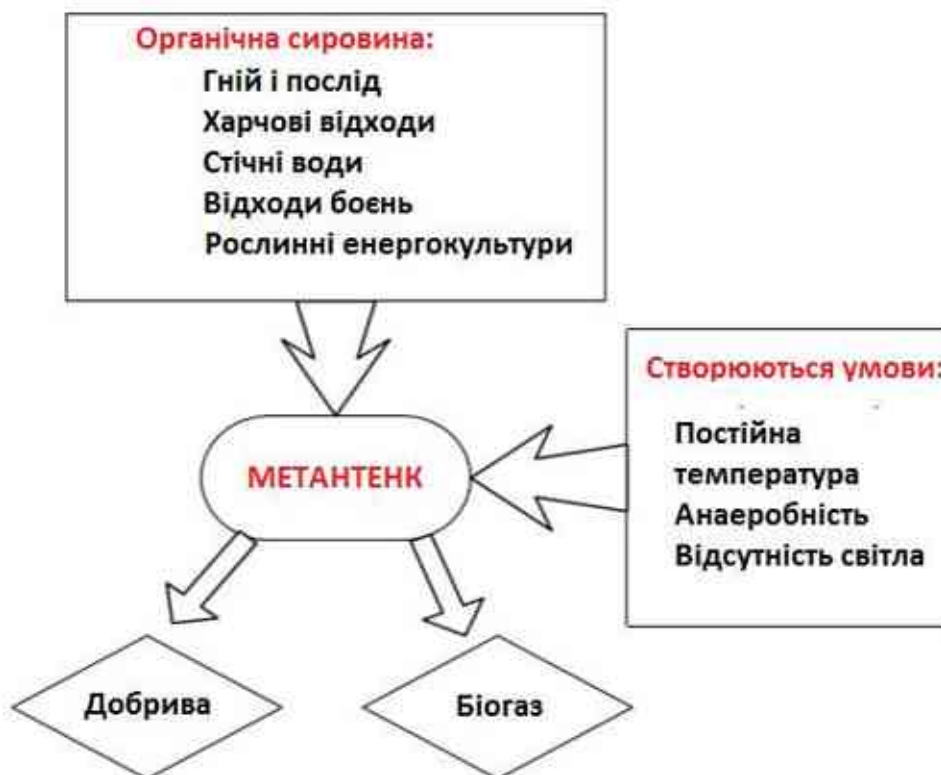 Органічна сировина:
Гній і послід
Харчові відходи
Стічні води
Відходи боєнь
Рослинні енергокультури
Створюються умови:
Постійна
температура
Анаеробність
Відсутність світла
МЕТАНТЕНК
Добрива
Біогаз